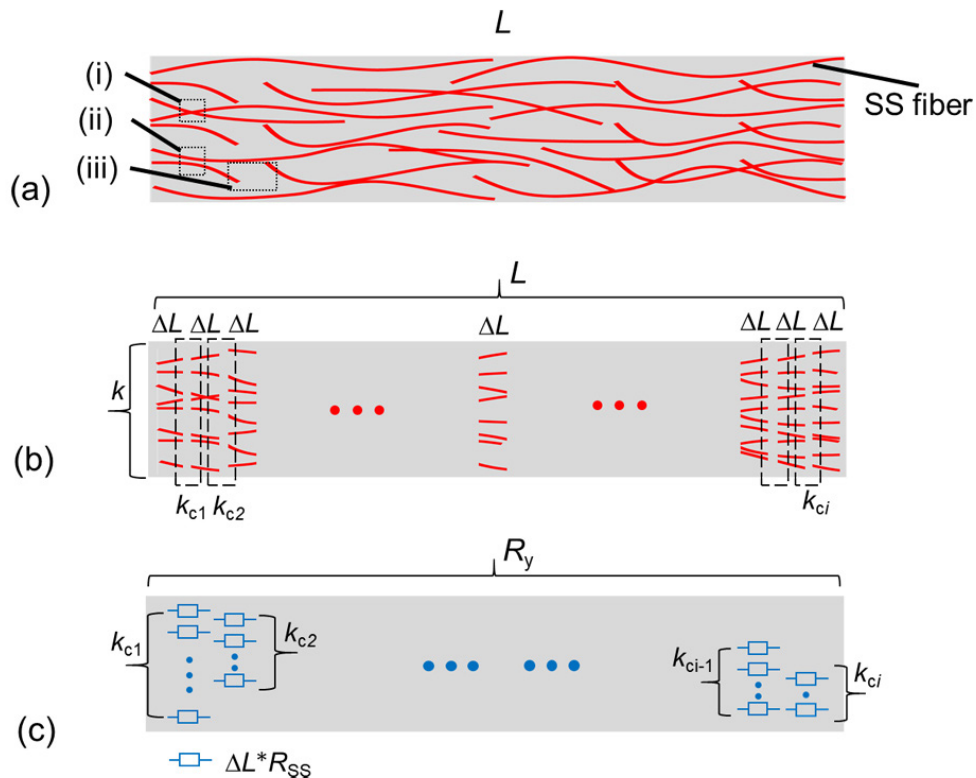 L
(i)
(ii)
(iii)
SS fiber
(a)
L
ΔL ΔL ΔL ΔL ΔL ΔL ΔL
k
(b)
kc1 kc2 kci
Ry
kc1 kc2 kci-1 kci
(c)
ΔL*RSS